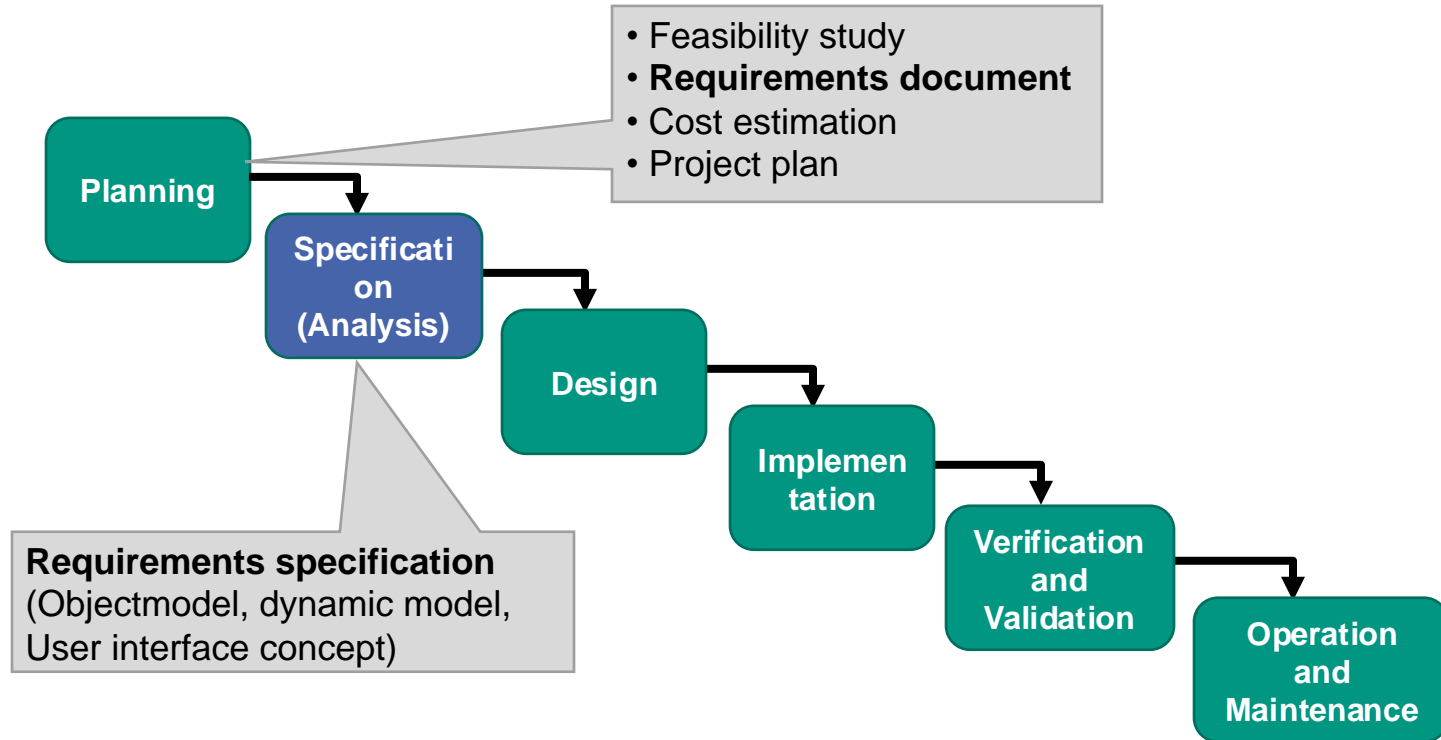 • Feasibility study
• Requirements document
• Cost estimation
• Project plan
Planning
Specificati
on
(Analysis)
Design
Implemen
tation
Verification
and
Validation
Operation
and
Maintenance
Requirements specification
(Objectmodel, dynamic model,
User interface concept)